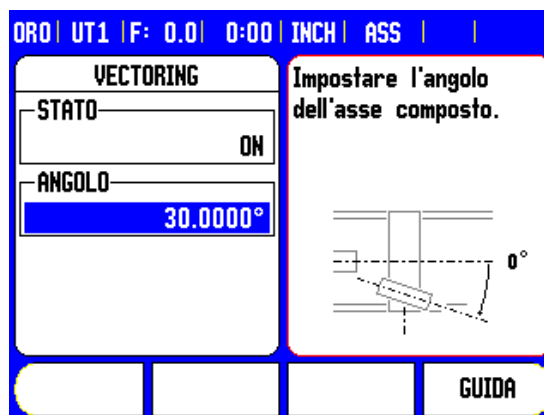 ORO| UT1 |F: 0.0| 0:00| INCH| ASS | |
VECTORING
STATO
ON
ANGOLO
30.0000°
Impostare l'angolo
dell'asse composto.
0°
GUIDA